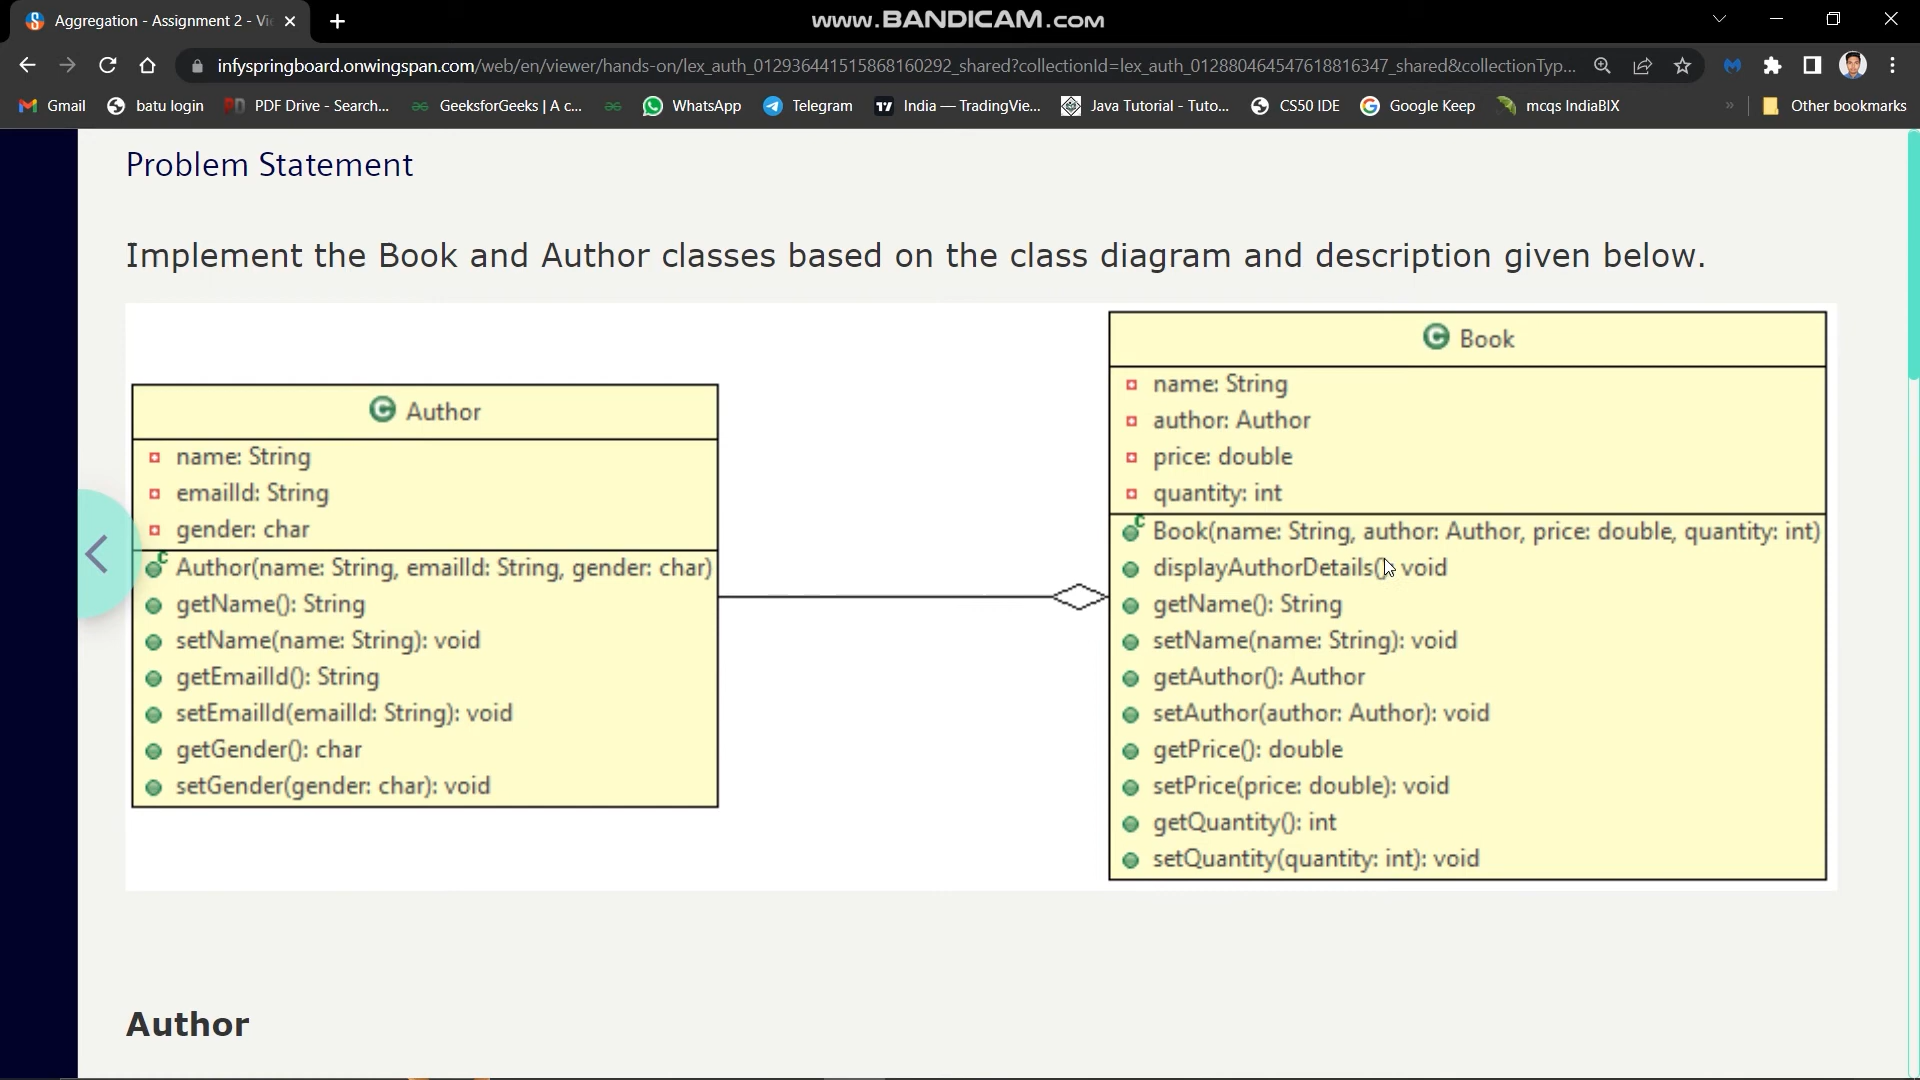 Aggregation - Assignment 2 - Vi
www.BANDICAM.com
infyspringboard.onwingspan.com/web/en/viewer/hands-on/lex_auth_012936441515868160292_shared?collectionId=lex_auth_012880464547618816347_shared&collectionTyp...
Gmail batu login PDF Drive - Search... GeeksforGeeks | A c... WhatsApp Telegram India — TradingVie... Java Tutorial - Tuto... CS50 IDE Google Keep mcqs IndiaBIX » Other bookmarks
Problem Statement
Implement the Book and Author classes based on the class diagram and description given below.
C Author
name: String
emailId: String
gender: char
Author(name: String, emailId: String, gender: char)
getName(): String
setName(name: String): void
getEmailId(): String
setEmailId(emailId: String): void
getGender(): char
setGender(gender: char): void
C Book
name: String
author: Author
price: double
quantity: int
Book(name: String, author: Author, price: double, quantity: int)
displayAuthorDetails(): void
getName(): String
setName(name: String): void
getAuthor(): Author
setAuthor(author: Author): void
getPrice(): double
setPrice(price: double): void
getQuantity(): int
setQuantity(quantity: int): void
Author